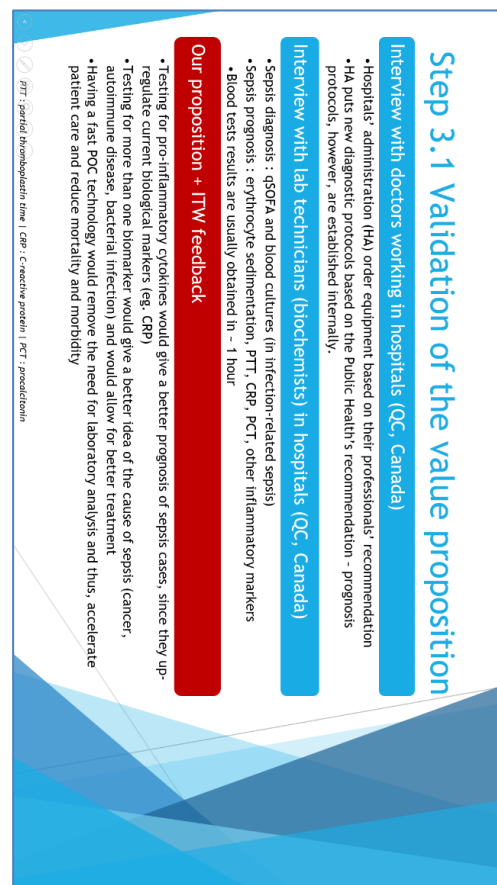 Step 3.1 Validation of the value proposition
Interview with doctors working in hospitals (QC, Canada)
•Hospitals' administration (HA) order equipment based on their professionals' recommendation
•HA puts new diagnostic protocols based on the Public Health's recommendation – prognosis
protocols, however, are established internally.
Interview with lab technicians (biochemists) in hospitals (QC, Canada)
•Sepsis diagnosis : qSOFA and blood cultures (in infection-related sepsis)
•Sepsis prognosis : erythrocyte sedimentation, PTT, CRP, PCT, other inflammatory markers
•Blood tests results are usually obtained in ~ 1 hour
Our proposition + ITW feedback
•Testing for pro-inflammatory cytokines would give a better prognosis of sepsis cases, since they up-
regulate current biological markers (eg. CRP)
•Testing for more than one biomarker would give a better idea of the cause of sepsis (cancer,
autoimmune disease, bacterial infection) and would allow for better treatment
•Having a fast POC technology would remove the need for laboratory analysis and thus, accelerate
patient care and reduce mortality and morbidity
PTT : partial thromboplastin time | CRP : C-reactive protein | PCT : procalcitonin